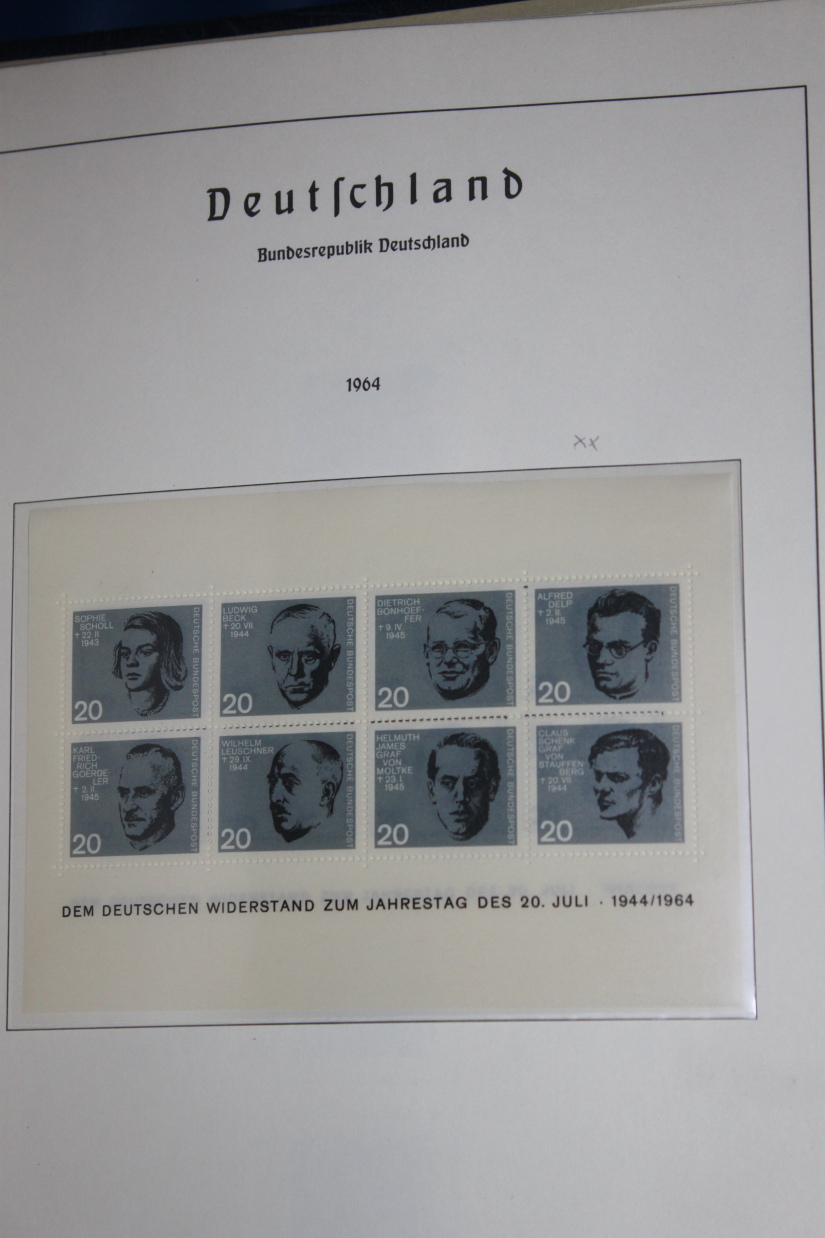 Deutſchland
Bundesrepublik Deutschland
1964
xx
SOPHIE
SCHOLL
† 22. II.
1943
DEUTSCHE BUNDESPOST
20
LUDWIG
BECK
† 20. VII.
1944
DEUTSCHE BUNDESPOST
20
DIETRICH
BONHOEF-
FER
† 9. IV.
1945
DEUTSCHE BUNDESPOST
20
ALFRED
DELP
† 2. II.
1945
DEUTSCHE BUNDESPOST
20
KARL
FRIED-
RICH
GOERDE-
LER
† 2. II.
1945
DEUTSCHE BUNDESPOST
20
WILHELM
LEUSCHNER
† 29. IX.
1944
DEUTSCHE BUNDESPOST
20
HELMUTH
JAMES
GRAF
VON
MOLTKE
† 23. I.
1945
DEUTSCHE BUNDESPOST
20
CLAUS
SCHENK
GRAF
VON
STAUFFEN-
BERG
† 20. VII.
1944
DEUTSCHE BUNDESPOST
20
DEM DEUTSCHEN WIDERSTAND ZUM JAHRESTAG DES 20. JULI · 1944/1964